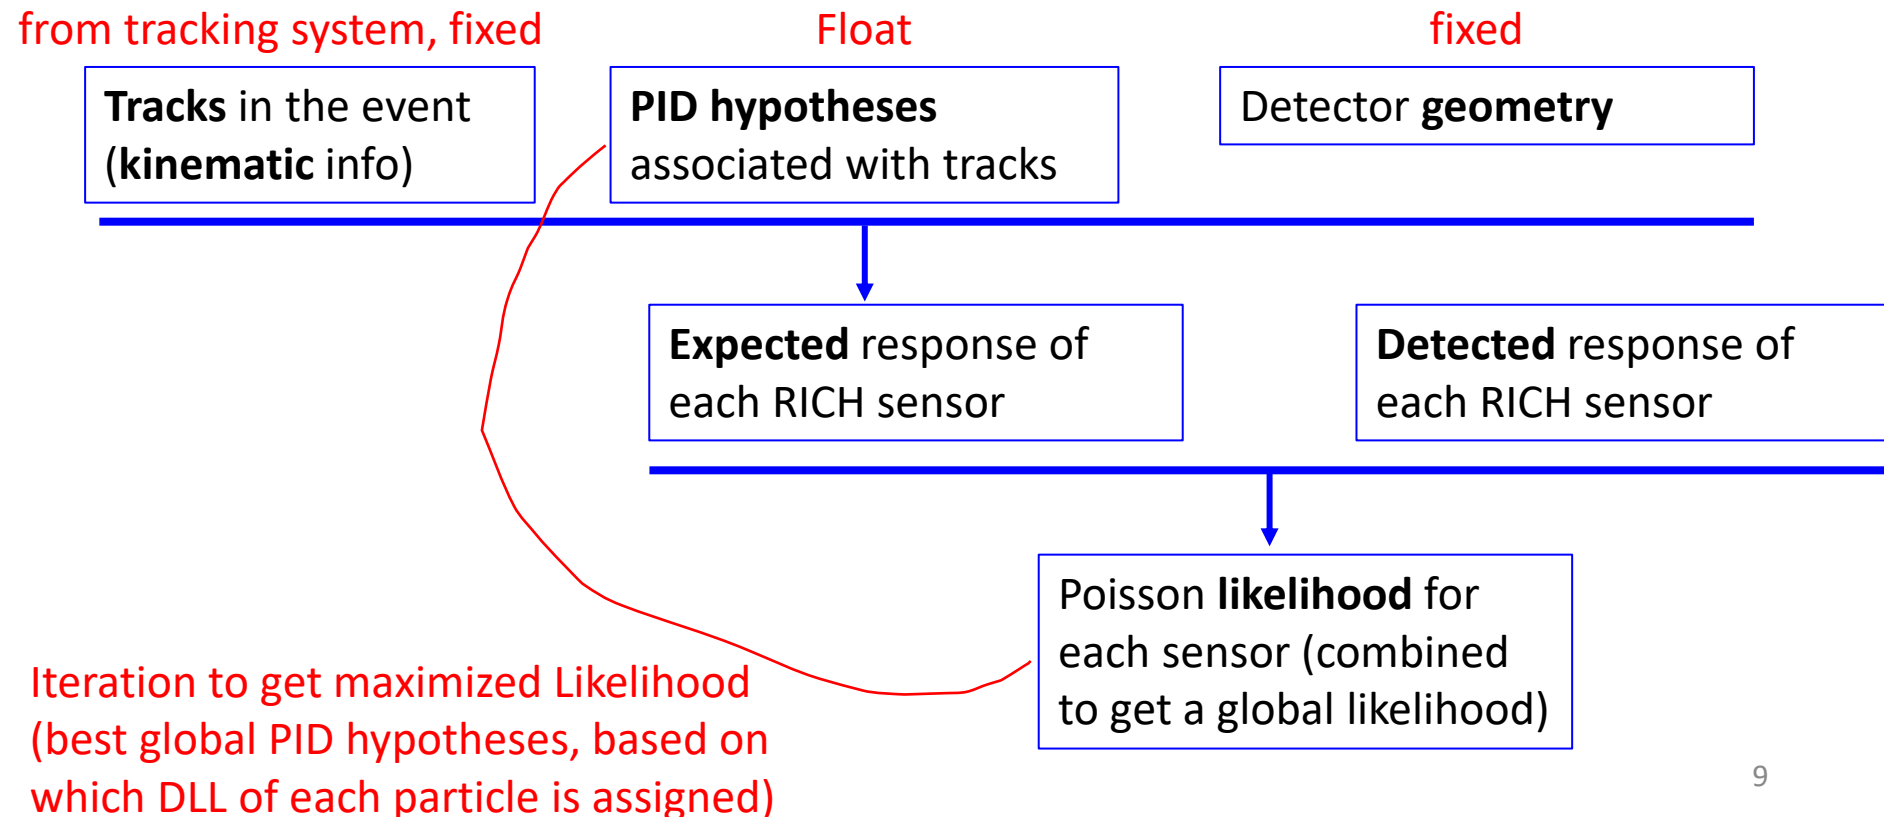 from tracking system, fixed
Float
fixed
Tracks in the event
(kinematic info)
PID hypotheses
associated with tracks
Detector geometry
Expected response of
each RICH sensor
Detected response of
each RICH sensor
Poisson likelihood for
each sensor (combined
to get a global likelihood)
Iteration to get maximized Likelihood
(best global PID hypotheses, based on
which DLL of each particle is assigned)
9